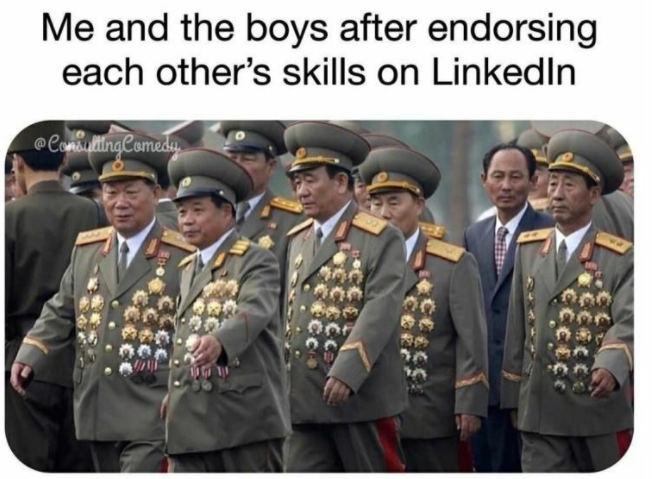 Me and the boys after endorsing
each other's skills on LinkedIn
@ConsultingComedy